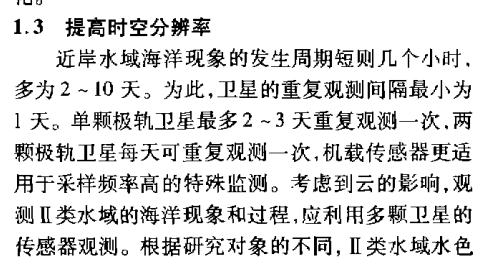 1.3 提高时空分辨率
近岸水域海洋现象的发生周期短则几个小时,
多为2~10天。为此,卫星的重复观测间隔最小为
1天。单颗极轨卫星最多2~3天重复观测一次,两
颗极轨卫星每天可重复观测一次,机载传感器更适
用于采样频率高的特殊监测。考虑到云的影响,观
测Ⅱ类水域的海洋现象和过程,应利用多颗卫星的
传感器观测。根据研究对象的不同,Ⅱ类水域水色